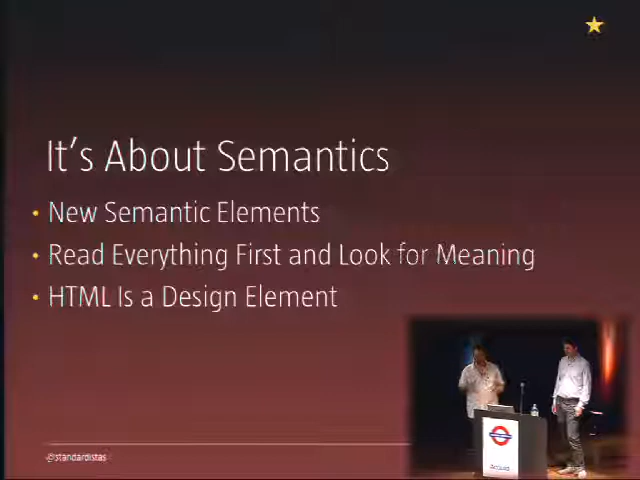 It's About Semantics
New Semantic Elements
Read Everything First and Look for Meaning
HTML Is a Design Element
@standardistas